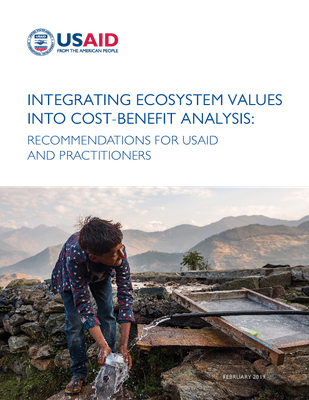 USAID
FROM THE AMERICAN PEOPLE
INTEGRATING ECOSYSTEM VALUES
INTO COST-BENEFIT ANALYSIS:
RECOMMENDATIONS FOR USAID
AND PRACTITIONERS
FEBRUARY 2019